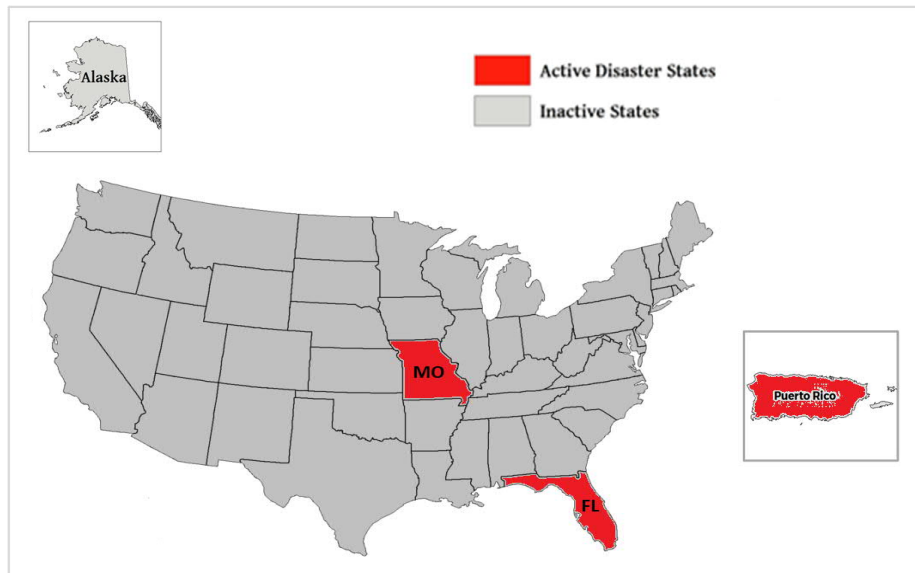 Alaska
Active Disaster States
Inactive States
MO
Puerto Rico
FL